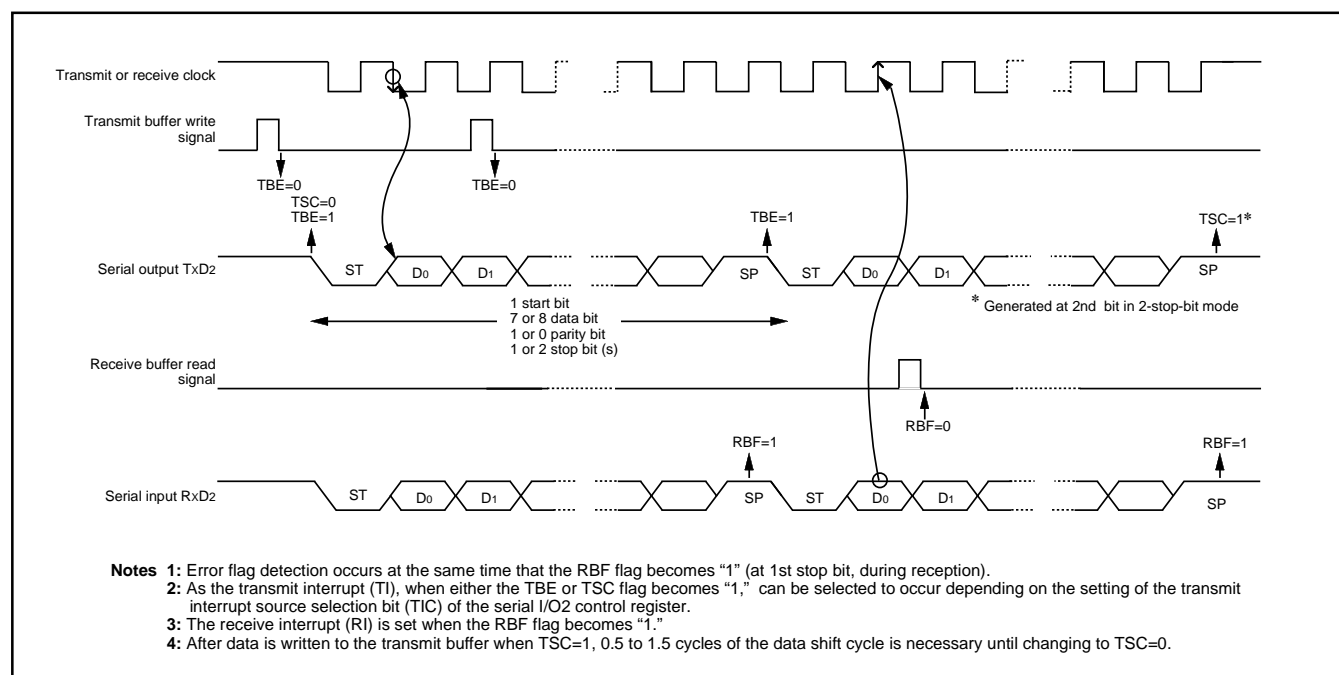 Transmit or receive clock
Transmit buffer write
signal
TBE=0
TBE=0
TSC=0
TBE=1
TBE=1
TSC=1*
Serial output TxD2
ST
D0
D1
SP
ST
D0
D1
SP
1 start bit
7 or 8 data bit
1 or 0 parity bit
1 or 2 stop bit (s)
* Generated at 2nd bit in 2-stop-bit mode
Receive buffer read
signal
RBF=0
RBF=1
RBF=1
Serial input RxD2
ST
D0
D1
SP
ST
D0
D1
SP
Notes 1: Error flag detection occurs at the same time that the RBF flag becomes “1” (at 1st stop bit, during reception).
2: As the transmit interrupt (TI), when either the TBE or TSC flag becomes “1,” can be selected to occur depending on the setting of the transmit
interrupt source selection bit (TIC) of the serial I/O2 control register.
3: The receive interrupt (RI) is set when the RBF flag becomes “1.”
4: After data is written to the transmit buffer when TSC=1, 0.5 to 1.5 cycles of the data shift cycle is necessary until changing to TSC=0.